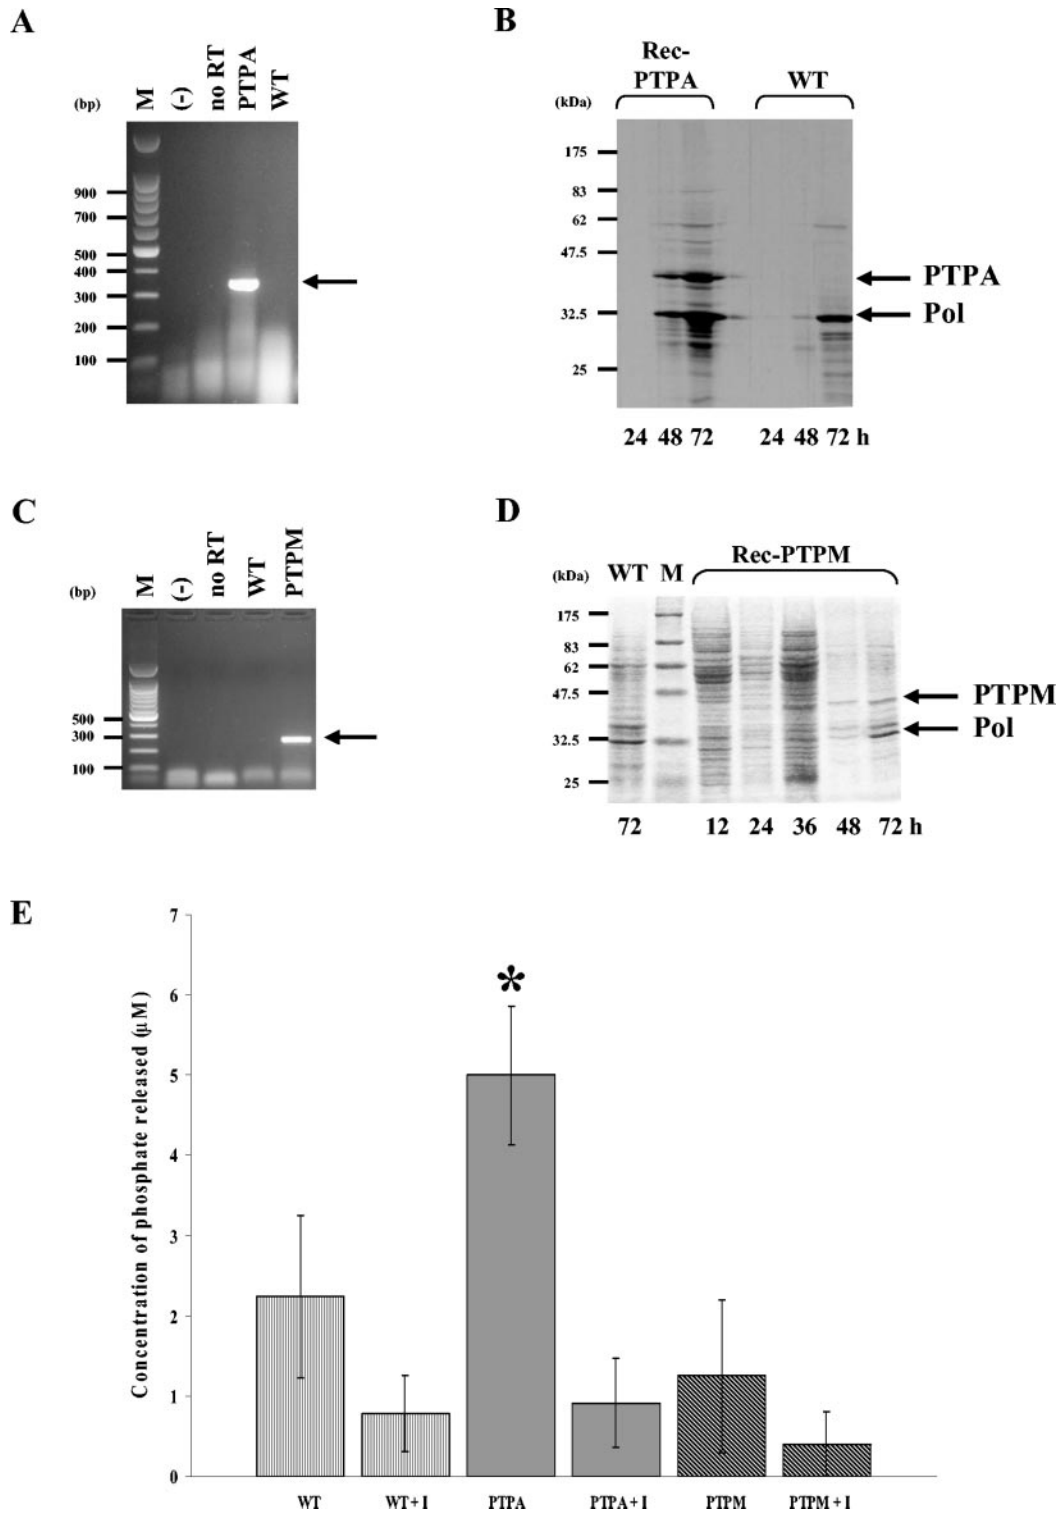 A
(bp)
M
(-)
no RT
PTPA
WT
900
700
500
400
300
200
100
B
Rec-
PTPA
WT
(kDa)
175
83
62
47.5
32.5
25
PTPA
Pol
24 48 72 24 48 72 h
C
(bp)
M
(-)
no RT
WT
PTPM
500
300
100
D
Rec-PTPM
(kDa) WT M
175
83
62
47.5
32.5
25
PTPM
Pol
72 12 24 36 48 72 h
E
Concentration of phosphate released (µM)
7
6
5
4
3
2
1
0
*
WT WT + I PTPA PTPA + I PTPM PTPM + I